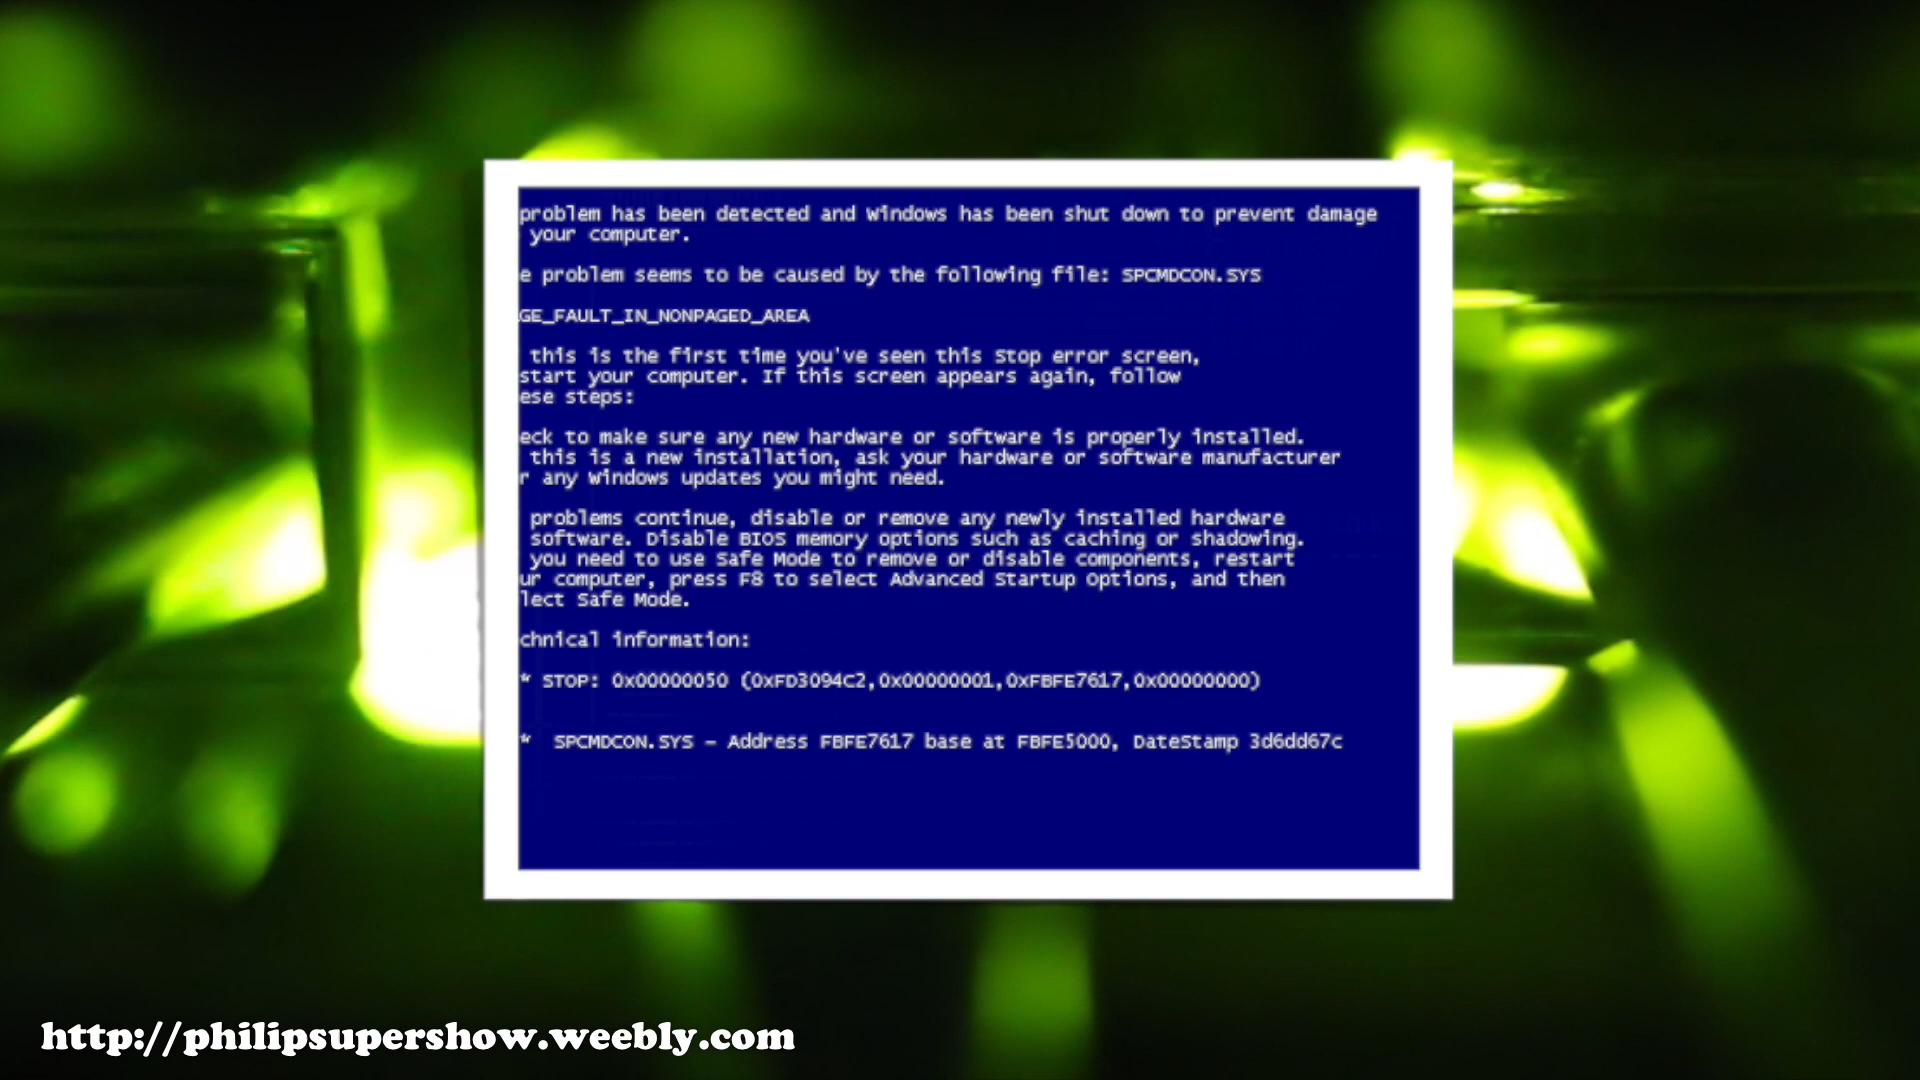 problem has been detected and Windows has been shut down to prevent damage
your computer.
e problem seems to be caused by the following file: SPCMDCON.SYS
GE_FAULT_IN_NONPAGED_AREA
this is the first time you've seen this Stop error screen,
start your computer. If this screen appears again, follow
ese steps:
eck to make sure any new hardware or software is properly installed.
this is a new installation, ask your hardware or software manufacturer
r any Windows updates you might need.
problems continue, disable or remove any newly installed hardware
software. Disable BIOS memory options such as caching or shadowing.
you need to use Safe Mode to remove or disable components, restart
ur computer, press F8 to select Advanced Startup Options, and then
lect Safe Mode.
chnical information:
* STOP: 0x00000050 (0xFD3094C2,0x00000001,0xFBFE7617,0x00000000)
* SPCMDCON.SYS - Address FBFE7617 base at FBFE5000, DateStamp 3d6dd67c
http://philipsupershow.weebly.com